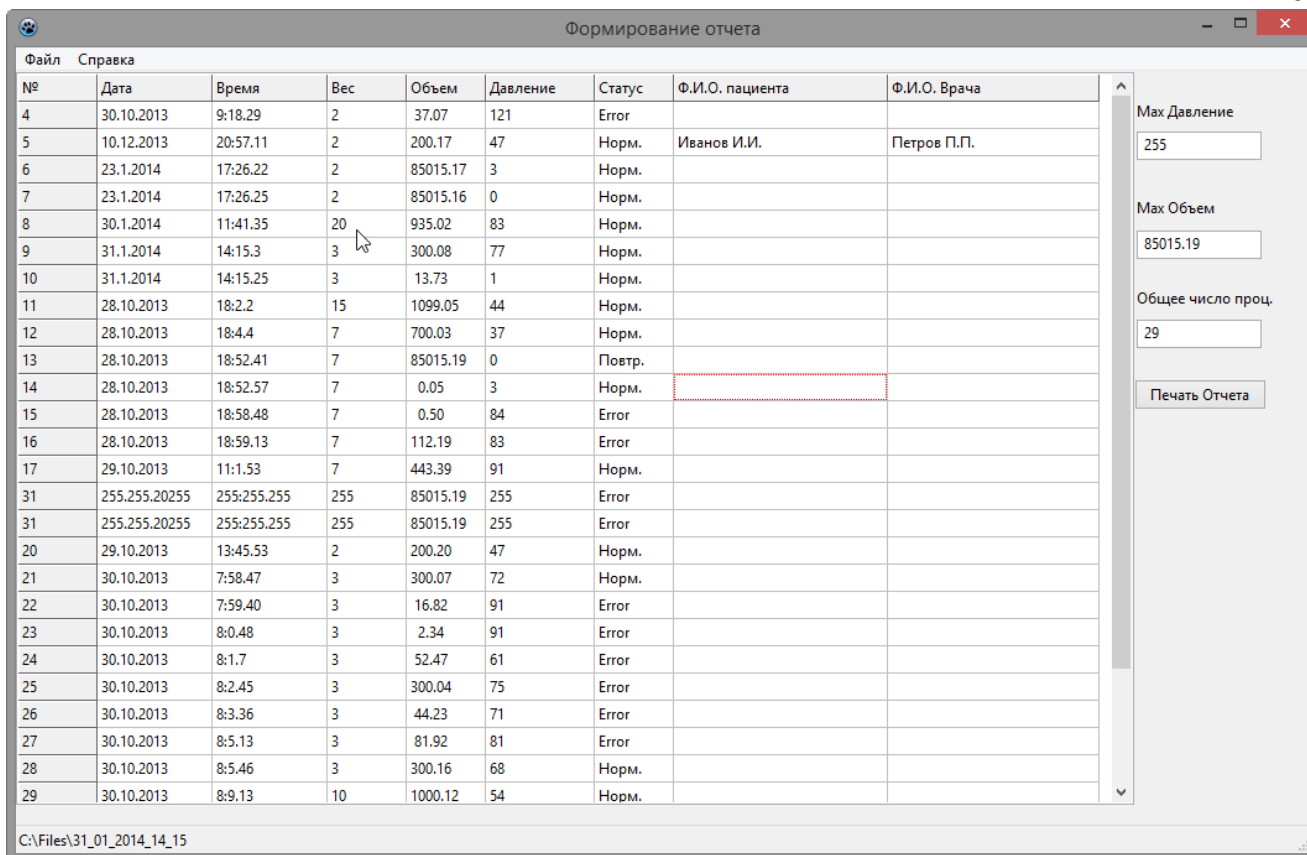 Формирование отчета
Файл Справка
№ Дата Время Вес Объем Давление Статус Ф.И.О. пациента Ф.И.О. Врача
4 30.10.2013 9:18.29 2 37.07 121 Error
Max Давление
5 10.12.2013 20:57.11 2 200.17 47 Норм. Иванов И.И. Петров П.П.
255
6 23.1.2014 17:26.22 2 85015.17 3 Норм.
7 23.1.2014 17:26.25 2 85015.16 0 Норм.
Max Объем
8 30.1.2014 11:41.35 20 935.02 83 Норм.
85015.19
9 31.1.2014 14:15.3 3 300.08 77 Норм.
10 31.1.2014 14:15.25 3 13.73 1 Норм.
Общее число проц.
11 28.10.2013 18:2.2 15 1099.05 44 Норм.
12 28.10.2013 18:4.4 7 700.03 37 Норм.
29
13 28.10.2013 18:52.41 7 85015.19 0 Повтр.
14 28.10.2013 18:52.57 7 0.05 3 Норм.
Печать Отчета
15 28.10.2013 18:58.48 7 0.50 84 Error
16 28.10.2013 18:59.13 7 112.19 83 Error
17 29.10.2013 11:1.53 7 443.39 91 Норм.
31 255.255.20255 255:255.255 255 85015.19 255 Error
31 255.255.20255 255:255.255 255 85015.19 255 Error
20 29.10.2013 13:45.53 2 200.20 47 Норм.
21 30.10.2013 7:58.47 3 300.07 72 Норм.
22 30.10.2013 7:59.40 3 16.82 91 Error
23 30.10.2013 8:0.48 3 2.34 91 Error
24 30.10.2013 8:1.7 3 52.47 61 Error
25 30.10.2013 8:2.45 3 300.04 75 Error
26 30.10.2013 8:3.36 3 44.23 71 Error
27 30.10.2013 8:5.13 3 81.92 81 Error
28 30.10.2013 8:5.46 3 300.16 68 Норм.
29 30.10.2013 8:9.13 10 1000.12 54 Норм.
C:\Files\31_01_2014_14_15